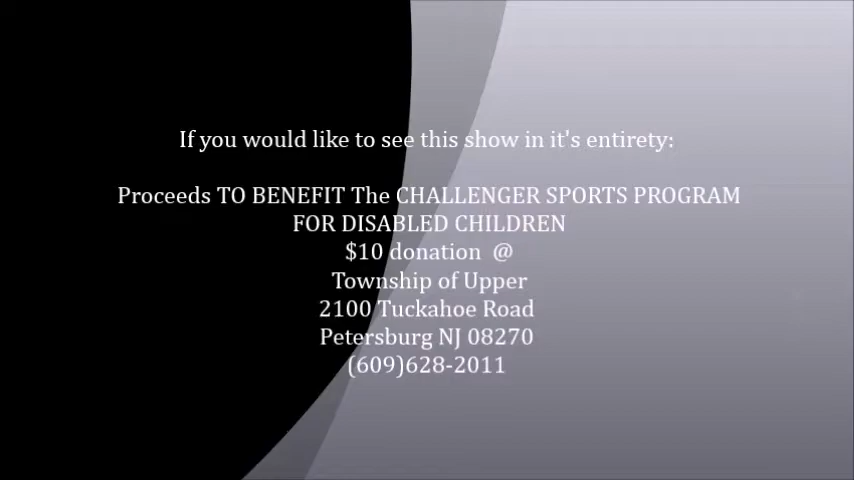 If you would like to see this show in it's entirety:
Proceeds TO BENEFIT The CHALLENGER SPORTS PROGRAM
FOR DISABLED CHILDREN
$10 donation @
Township of Upper
2100 Tuckahoe Road
Petersburg NJ 08270
(609)628-2011